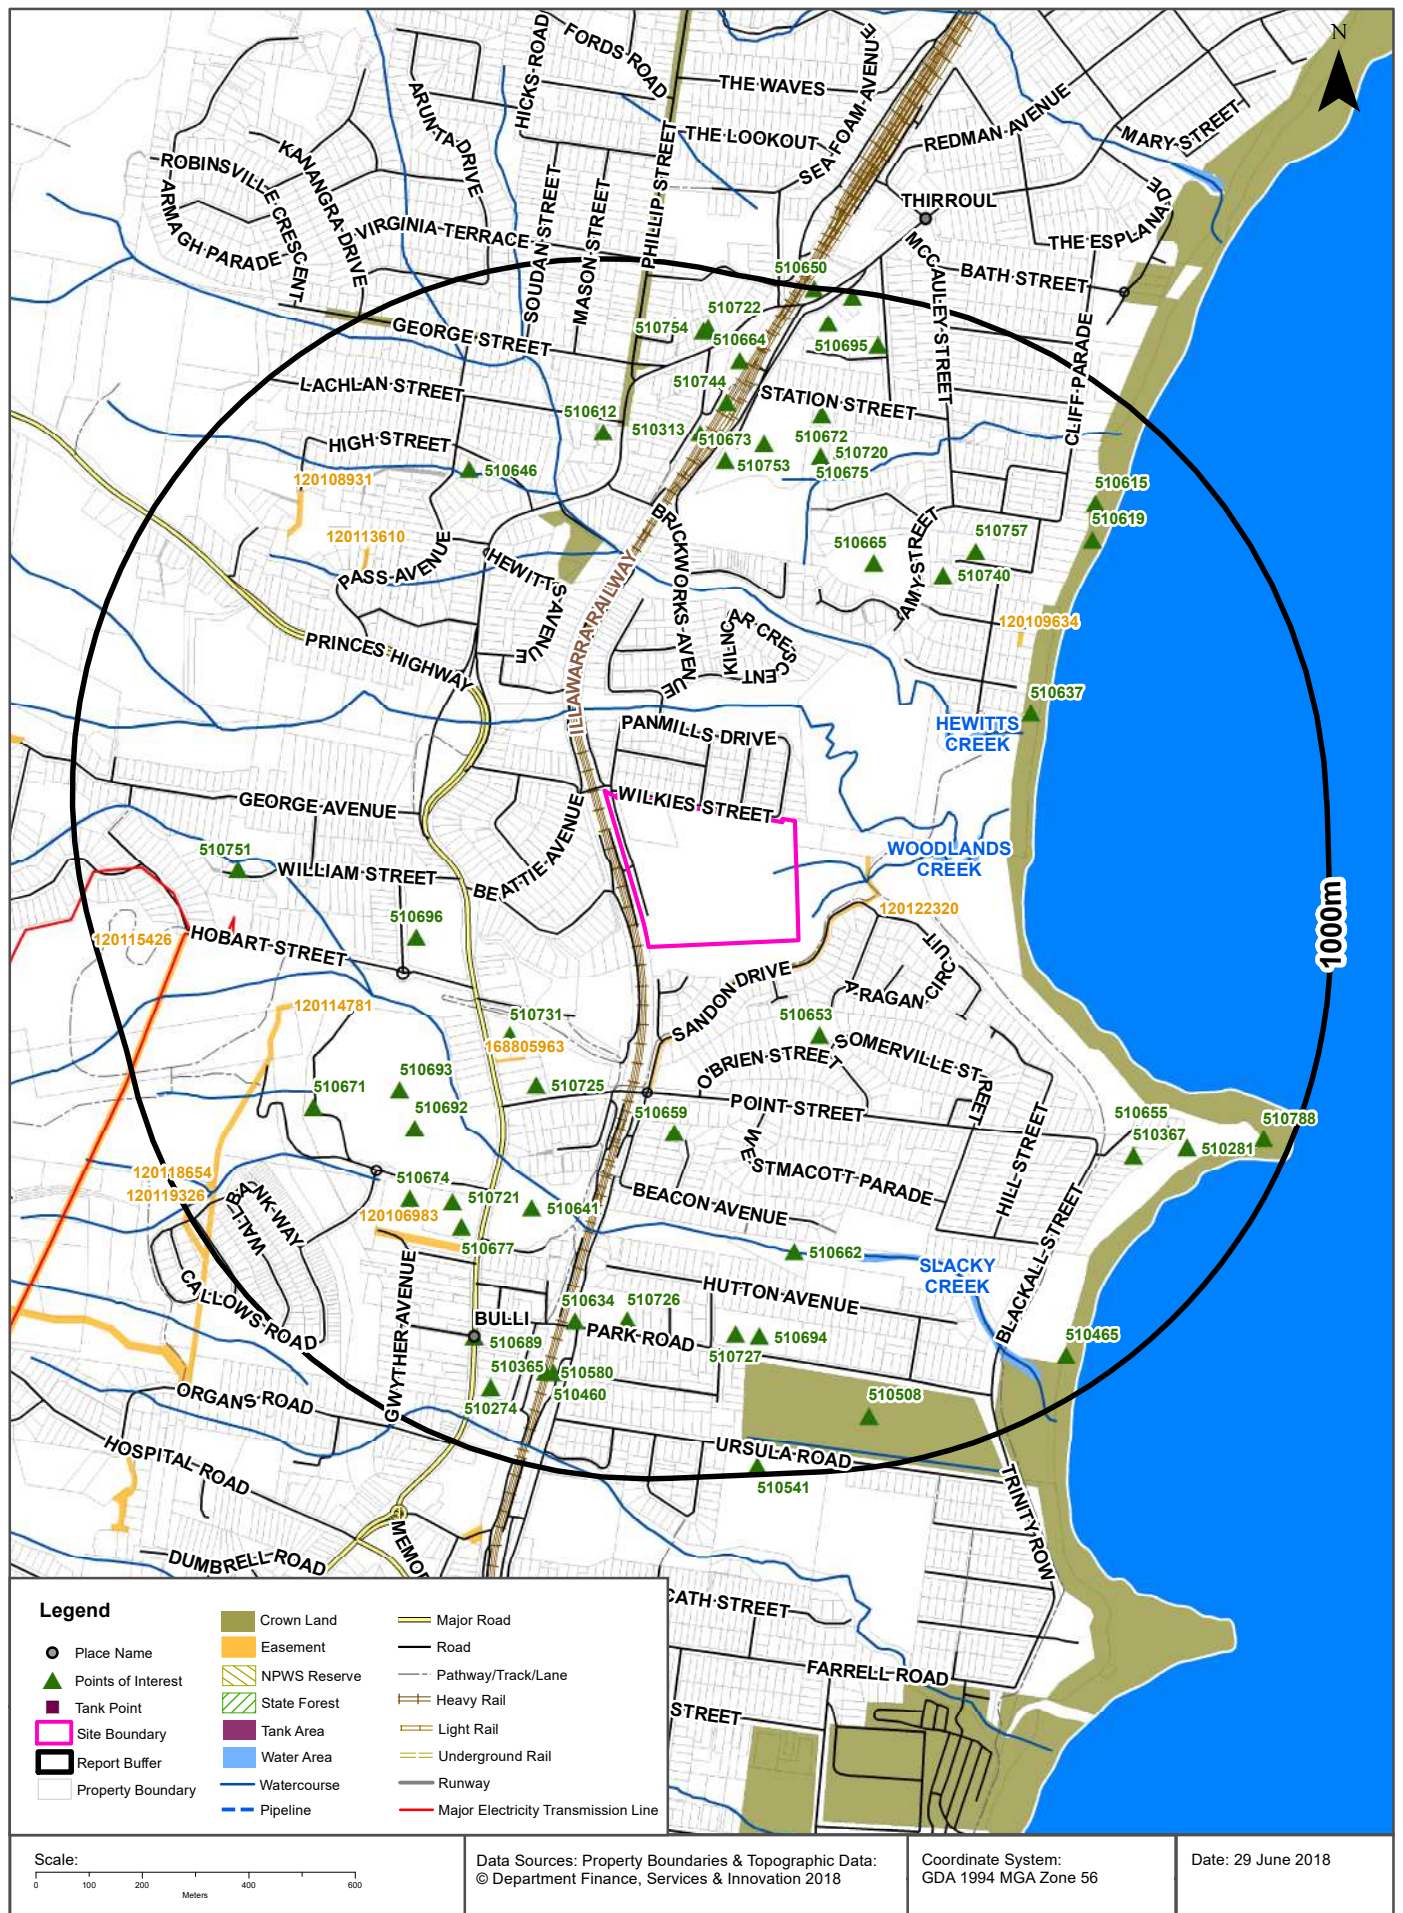 N
HICKS ROAD
FORDS ROAD
THE WAVES
SEA FOAM AVENUE
ARUNTA DRIVE
THE LOOKOUT
REDMAN AVENUE
MARY STREET
KANANGRA DRIVE
ROBINSVILLE CRESCENT
ARMAGH PARADE
VIRGINIA TERRACE
SOUDAN STREET
MASON STREET
PHILLIP STREET
THIRROUL
THE ESPLANADE
MCCAULEY STREET
BATH STREET
510650
510722
510754
510664
510695
GEORGE STREET
CLIFF PARADE
510744
LACHLAN STREET
STATION STREET
510612
510313
510673
510672
HIGH STREET
510720
510646
510753
510675
120108931
510615
510619
BRICKWORKS AVENUE
120113610
510757
510665
AMY STREET
PASS AVENUE
HEWITTS AVENUE
510740
ILLAWARRA RAILWAY
KILNCAR CRESCENT
120109634
PRINCES HIGHWAY
510637
PANMILLS DRIVE
HEWITTS
CREEK
WILKIES STREET
GEORGE AVENUE
BEATTIE AVENUE
510751
WOODLANDS
CREEK
WILLIAM STREET
1000m
510696
120122320
120115426
HOBART STREET
SANDON DRIVE
ARAGAN CIRCUIT
120114781
510731
510653
168805963
SOMERVILLE STREET
O'BRIEN STREET
510693
510671
510725
510692
510659
POINT STREET
510655
510788
510367
510281
WESTMACOTT PARADE
HILL STREET
120118654
510674
120119326
WALLBANK WAY
510721
510641
BEACON AVENUE
120106983
510677
510662
BLACKALL STREET
SLACKY
CREEK
CALLOWS ROAD
GWYTHER AVENUE
HUTTON AVENUE
510634
510726
BULLI
PARK ROAD
510689
510694
510465
510727
510365
510580
510460
510274
510508
ORGANS ROAD
HOSPITAL ROAD
URSULA ROAD
510541
TRINITY ROW
MEMOR
DUMBRELL ROAD
CATH STREET
FARRELL ROAD
STREET
Legend
Place Name
Points of Interest
Tank Point
Site Boundary
Report Buffer
Property Boundary
Crown Land
Easement
NPWS Reserve
State Forest
Tank Area
Water Area
Watercourse
Pipeline
Major Road
Road
Pathway/Track/Lane
Heavy Rail
Light Rail
Underground Rail
Runway
Major Electricity Transmission Line
Scale:
0 100 200 400 600
Meters
Data Sources: Property Boundaries & Topographic Data:
© Department Finance, Services & Innovation 2018
Coordinate System:
GDA 1994 MGA Zone 56
Date: 29 June 2018